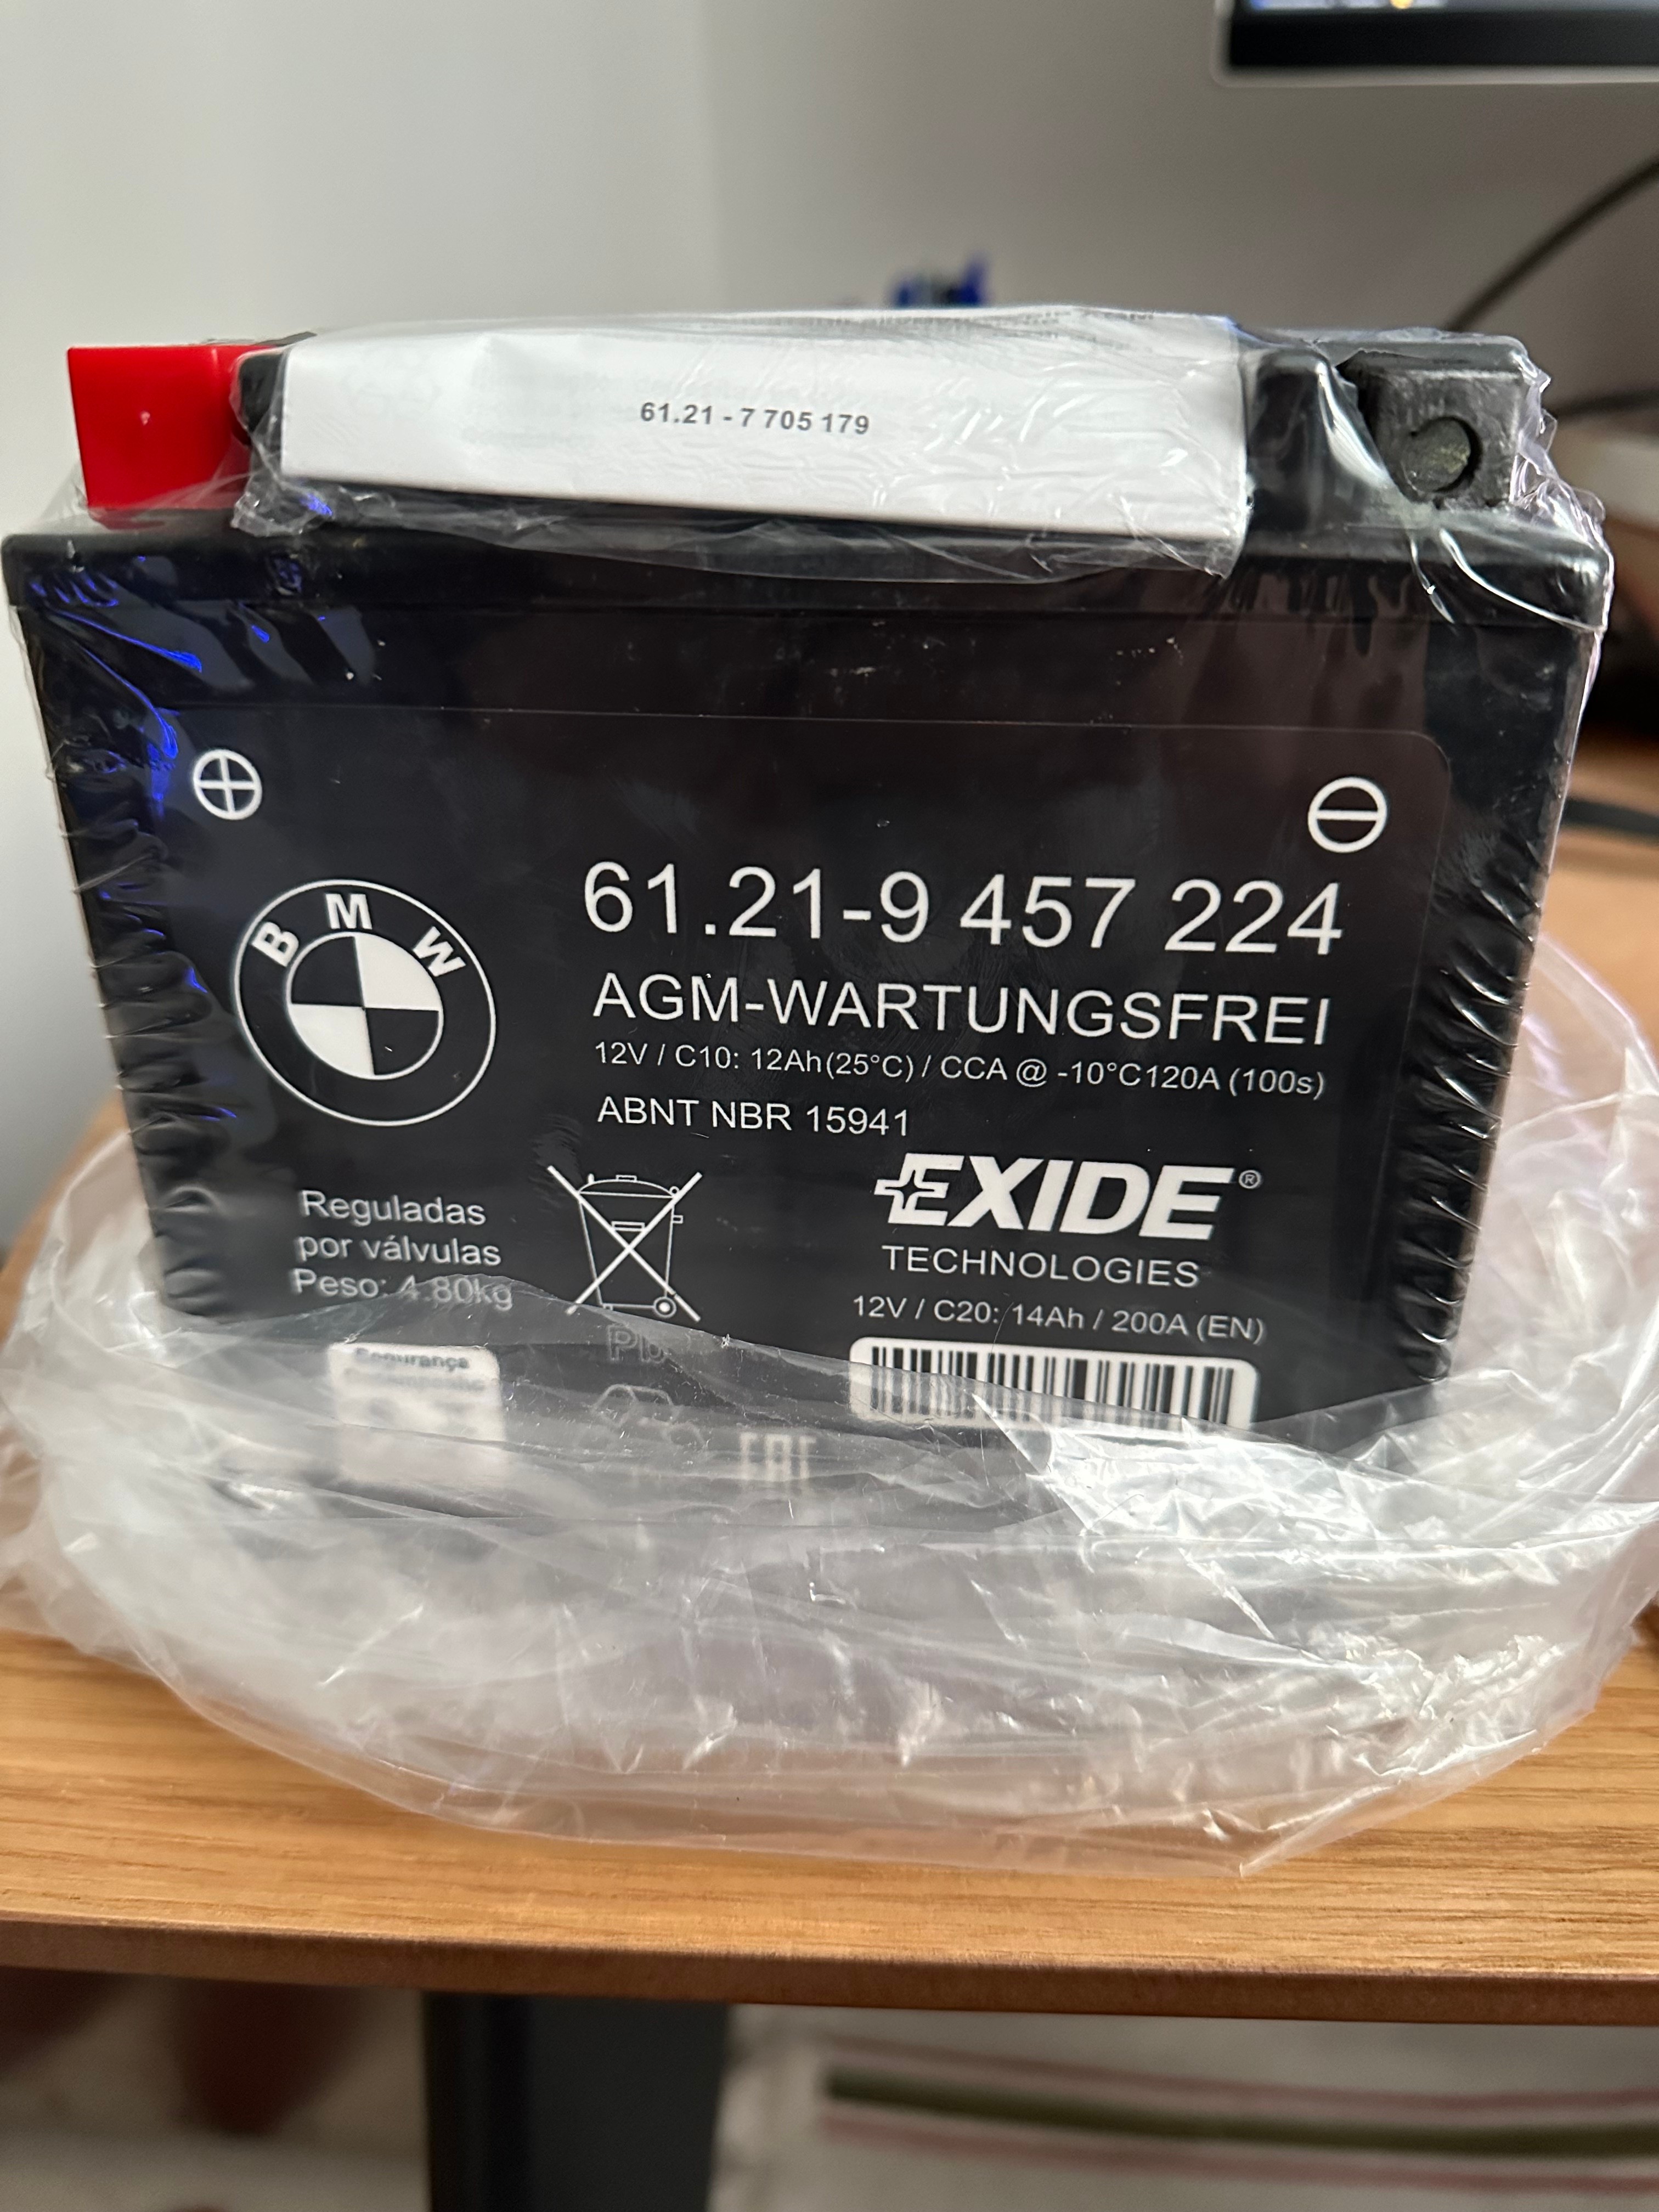 61.21 - 7 705 179
BMW
61.21-9 457 224
AGM-WARTUNGSFREI
12V / C10: 12Ah(25°C) / CCA @ -10°C120A (100s)
ABNT NBR 15941
Reguladas
por válvulas
Peso: 4.80kg
EXIDE®
TECHNOLOGIES
12V / C20: 14Ah / 200A (EN)
Pb
Segurança
EAC